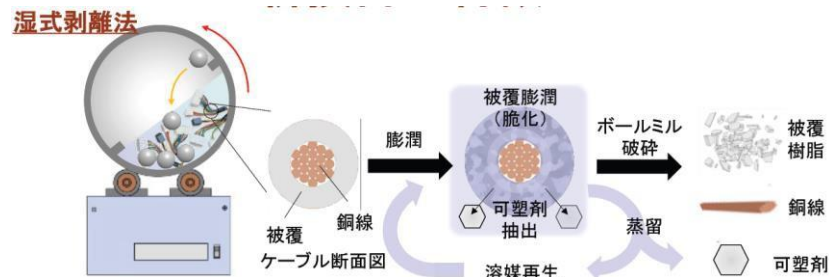 湿式剥離法
被覆
銅線
ケーブル断面図
膨潤
被覆膨潤
（脆化）
可塑剤
抽出
ボールミル
破砕
蒸留
溶媒再生
被覆
樹脂
銅線
可塑剤